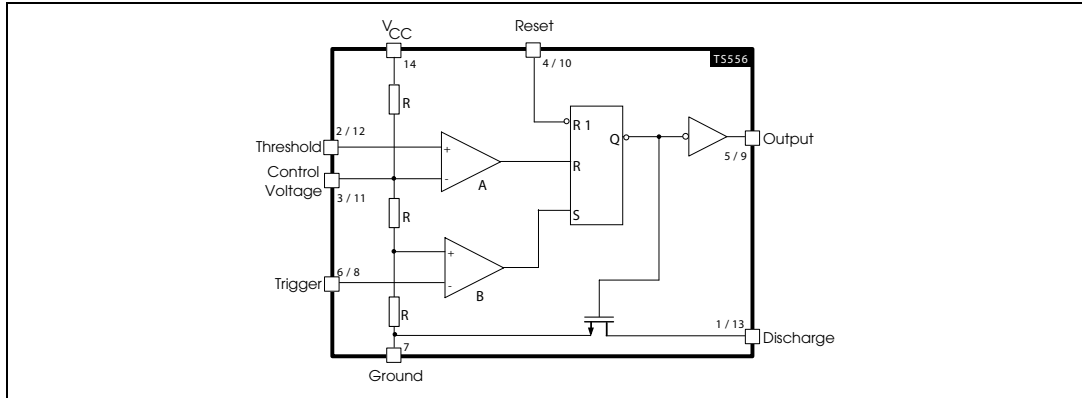 VCC
Reset
14
4 / 10
TS556
R
2 / 12
Threshold
R 1
Q
Output
5 / 9
+
-
A
R
Control
Voltage
3 / 11
R
S
+
-
B
6 / 8
Trigger
R
1 / 13
Discharge
7
Ground